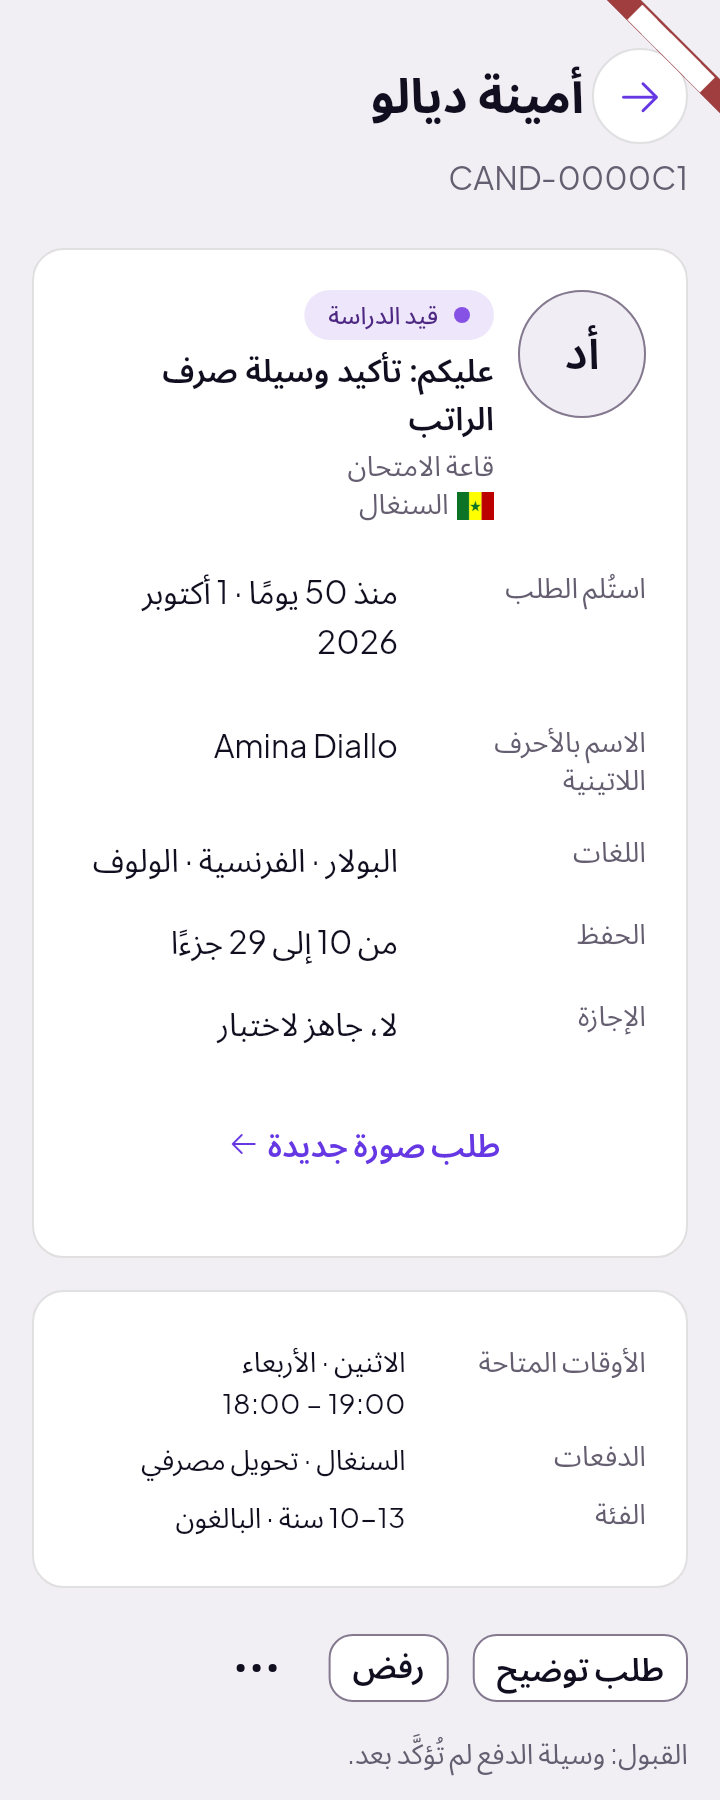 أمينة ديالو
CAND-0000C1
أد
قيد الدراسة
عليكم: تأكيد وسيلة صرف
الراتب
قاعة الامتحان
السنغال
استُلم الطلب
منذ 50 يومًا · 1 أكتوبر
2026
الاسم بالأحرف
اللاتينية
Amina Diallo
اللغات
البولار · الفرنسية · الولوف
الحفظ
من 10 إلى 29 جزءًا
الإجازة
لا، جاهز لاختبار
طلب صورة جديدة
الأوقات المتاحة
الاثنين · الأربعاء
18:00 – 19:00
الدفعات
السنغال · تحويل مصرفي
الفئة
10–13 سنة · البالغون
طلب توضيح
رفض
القبول: وسيلة الدفع لم تُؤكَّد بعد.